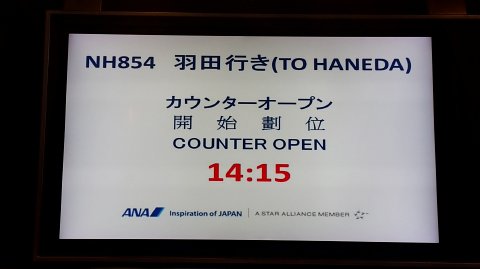 NH854 羽田行き(TO HANEDA)
カウンターオープン
開始劃位
COUNTER OPEN
14:15
ANA Inspiration of JAPAN | A STAR ALLIANCE MEMBER